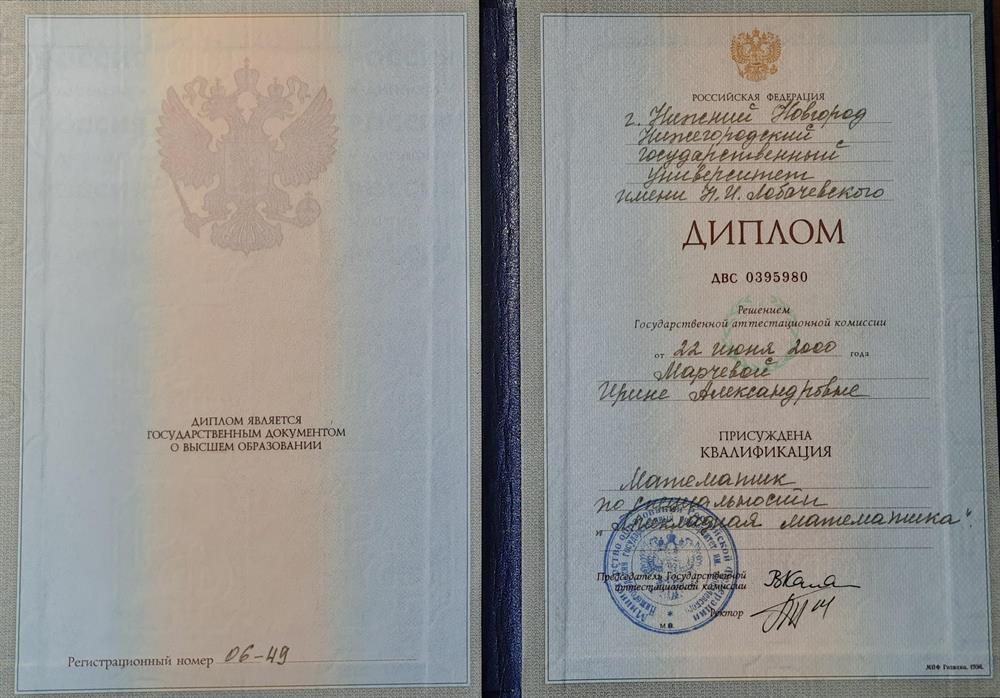 ДИПЛОМ ЯВЛЯЕТСЯ
ГОСУДАРСТВЕННЫМ ДОКУМЕНТОМ
О ВЫСШЕМ ОБРАЗОВАНИИ
Регистрационный номер 06-49
РОССИЙСКАЯ ФЕДЕРАЦИЯ
г. Нижний Новгород
Нижегородский
государственный
университет
имени Н.И. Лобачевского
ДИПЛОМ
ДВС 0395980
Решением
Государственной аттестационной комиссии
от 22 июня 2000 года
Марчевой
Ирине Александровне
ПРИСУЖДЕНА
КВАЛИФИКАЦИЯ
Математик
по специальности
"Прикладная математика"
и
Председатель Государственной
аттестационной комиссии
Ректор
М.П.
МПФ Гознака. 1996.